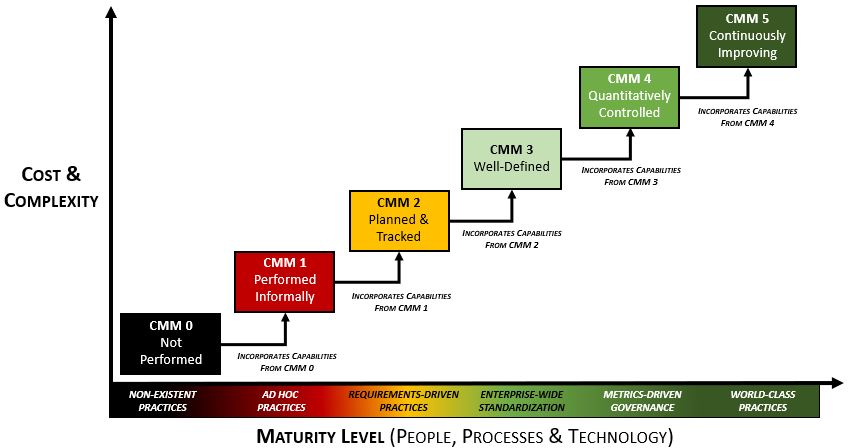 CMM 5
Continuously
Improving
CMM 4
Quantitatively
Controlled
INCORPORATES CAPABILITIES
FROM CMM 4
CMM 3
Well-Defined
INCORPORATES CAPABILITIES
FROM CMM 3
COST &
COMPLEXITY
CMM 2
Planned &
Tracked
INCORPORATES CAPABILITIES
FROM CMM 2
CMM 1
Performed
Informally
INCORPORATES CAPABILITIES
FROM CMM 1
CMM 0
Not
Performed
INCORPORATES CAPABILITIES
FROM CMM 0
NON-EXISTENT
PRACTICES
AD HOC
PRACTICES
REQUIREMENTS-DRIVEN
PRACTICES
ENTERPRISE-WIDE
STANDARDIZATION
METRICS-DRIVEN
GOVERNANCE
WORLD-CLASS
PRACTICES
MATURITY LEVEL (PEOPLE, PROCESSES & TECHNOLOGY)